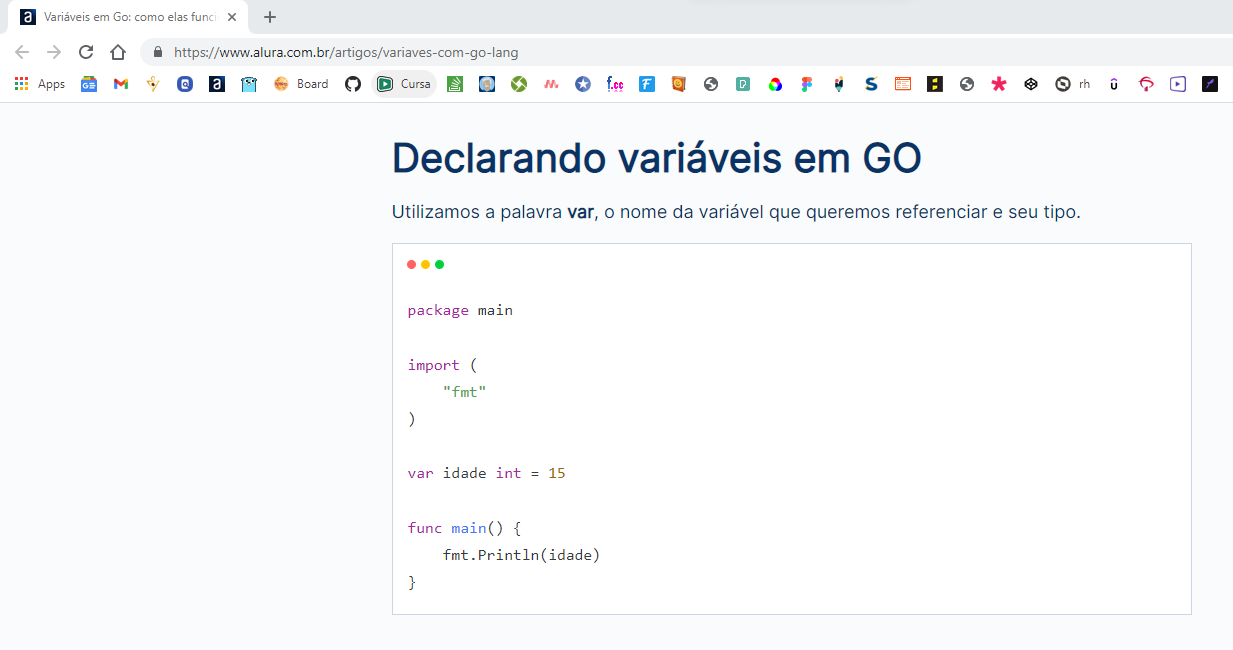 Variáveis em Go: como elas funci
https://www.alura.com.br/artigos/variaves-com-go-lang
Apps GE a Board Cursa f.cc F P S rh û
Declarando variáveis em GO
Utilizamos a palavra var, o nome da variável que queremos referenciar e seu tipo.
package main
import (
"fmt"
)
var idade int = 15
func main() {
fmt.Println(idade)
}